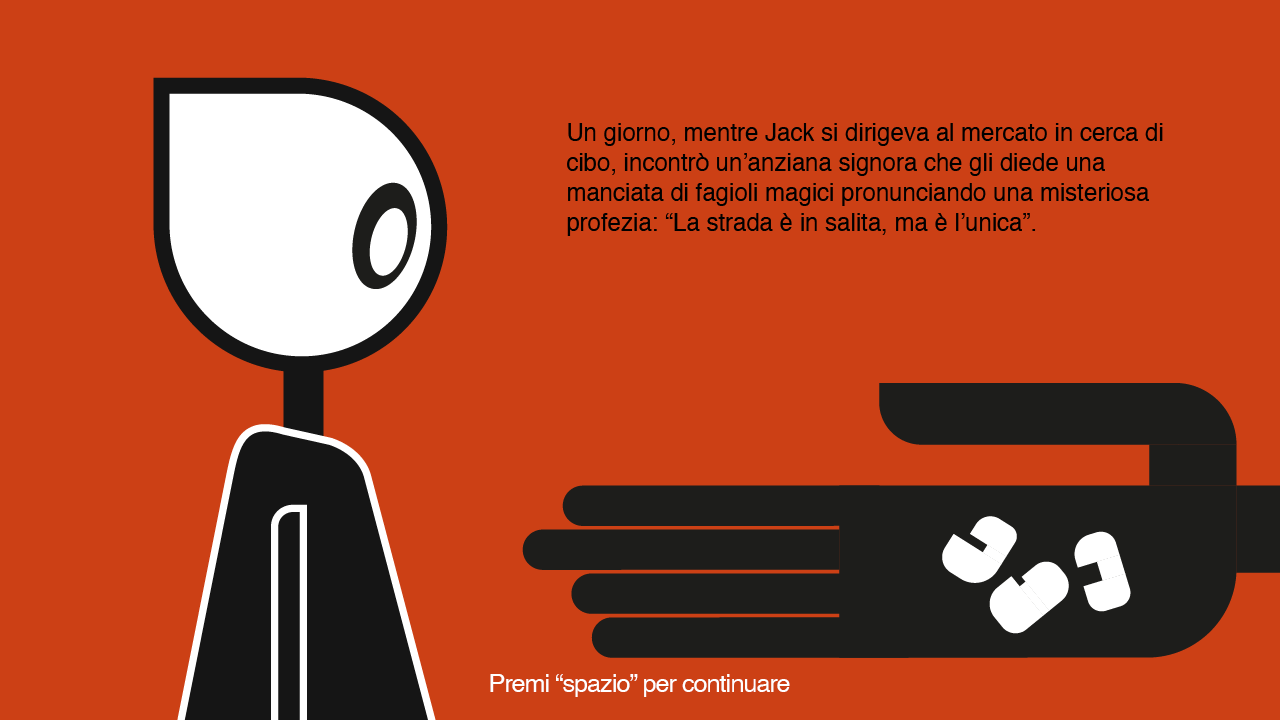 Un giorno, mentre Jack si dirigeva al mercato in cerca di
cibo, incontrò un’anziana signora che gli diede una
manciata di fagioli magici pronunciando una misteriosa
profezia: “La strada è in salita, ma è l’unica”.
Premi “spazio” per continuare